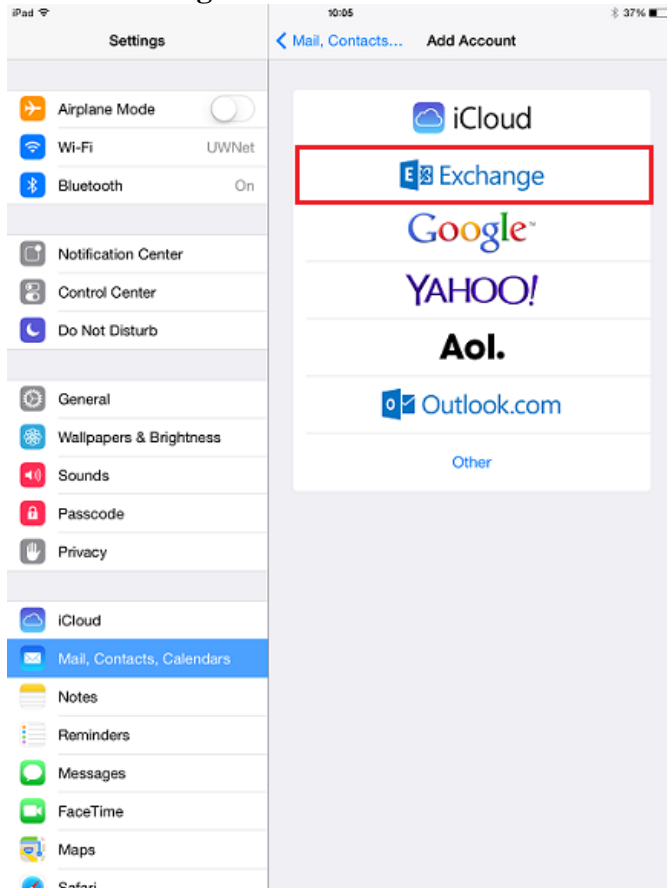 iPad 10:05 37%
Settings
Mail, Contacts... Add Account
Airplane Mode
Wi-Fi UWNet
Bluetooth On
Notification Center
Control Center
Do Not Disturb
General
Wallpapers & Brightness
Sounds
Passcode
Privacy
iCloud
Mail, Contacts, Calendars
Notes
Reminders
Messages
FaceTime
Maps
Safari
iCloud
E Exchange
Google™
YAHOO!
Aol.
o Outlook.com
Other